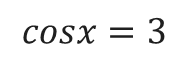 cosx = 3